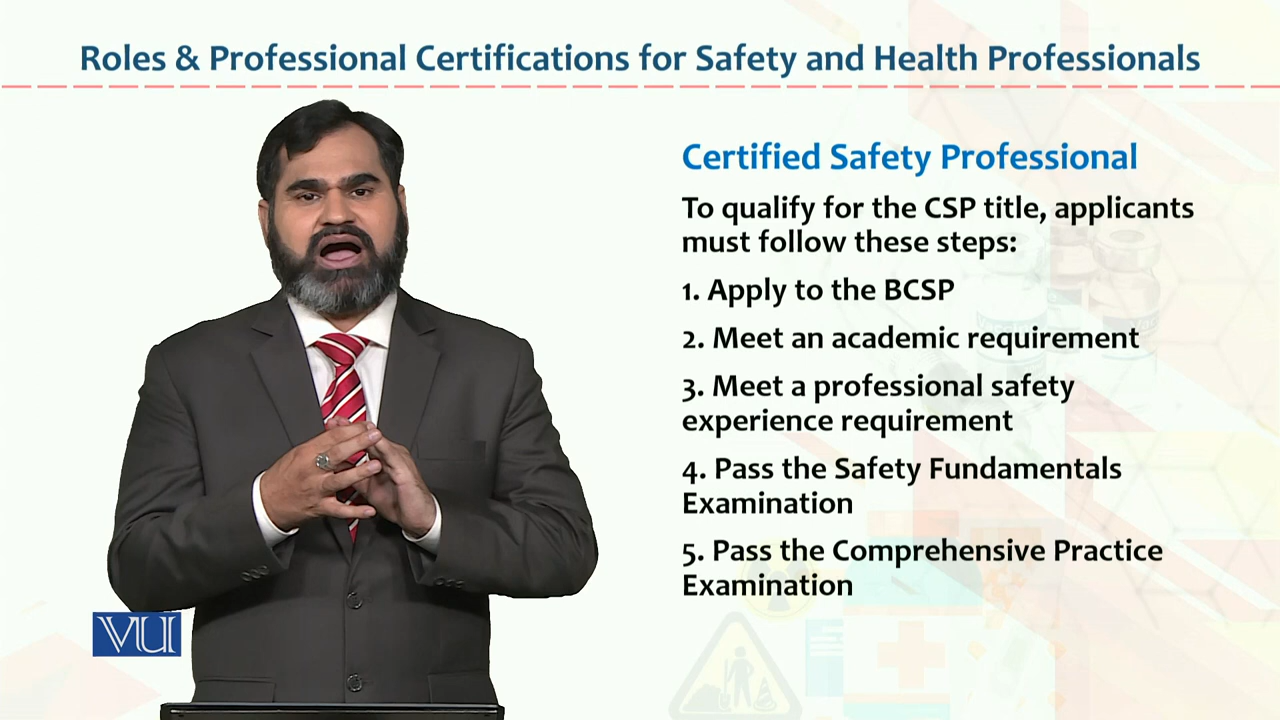 Roles & Professional Certifications for Safety and Health Professionals
Certified Safety Professional
To qualify for the CSP title, applicants
must follow these steps:
1. Apply to the BCSP
2. Meet an academic requirement
3. Meet a professional safety
experience requirement
4. Pass the Safety Fundamentals
Examination
5. Pass the Comprehensive Practice
Examination
VU